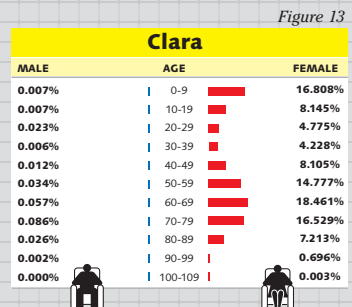 Figure 13
Clara
MALE AGE FEMALE
0.007% 0-9 16.808%
0.007% 10-19 8.145%
0.023% 20-29 4.775%
0.006% 30-39 4.228%
0.012% 40-49 8.105%
0.034% 50-59 14.777%
0.057% 60-69 18.461%
0.086% 70-79 16.529%
0.026% 80-89 7.213%
0.002% 90-99 0.696%
0.000% 100-109 0.003%